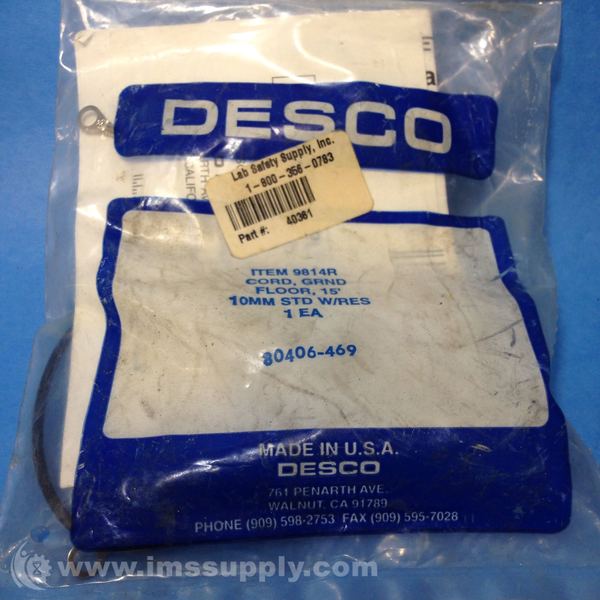 DESCO
Lab Safety Supply, Inc.
1-800-356-0783
Part #: 40361
ITEM 9814R
CORD, GRND
FLOOR, 15'
10MM STD W/RES
1 EA
80406-469
MADE IN U.S.A.
DESCO
761 PENARTH AVE.
WALNUT, CA 91789
PHONE (909) 598-2753 FAX (909) 595-7028
www.imssupply.com